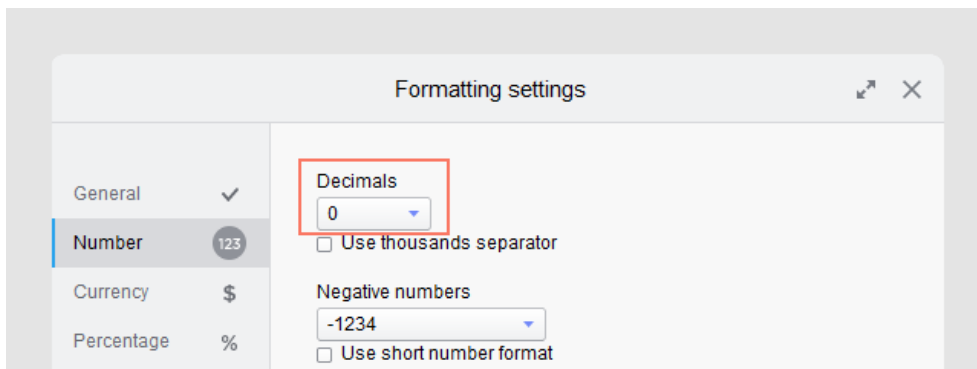 Formatting settings
General
Number 123
Currency $
Percentage %
Decimals
0
Use thousands separator
Negative numbers
-1234
Use short number format